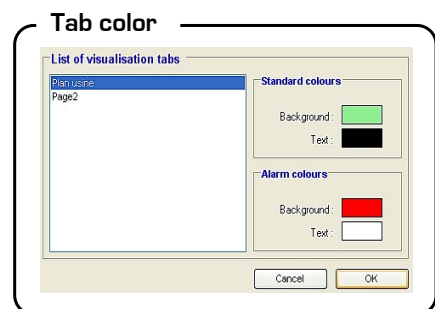 Tab color
List of visualisation tabs
Plan usine
Page2
Standard colours
Background :
Text :
Alarm colours
Background :
Text :
Cancel
OK